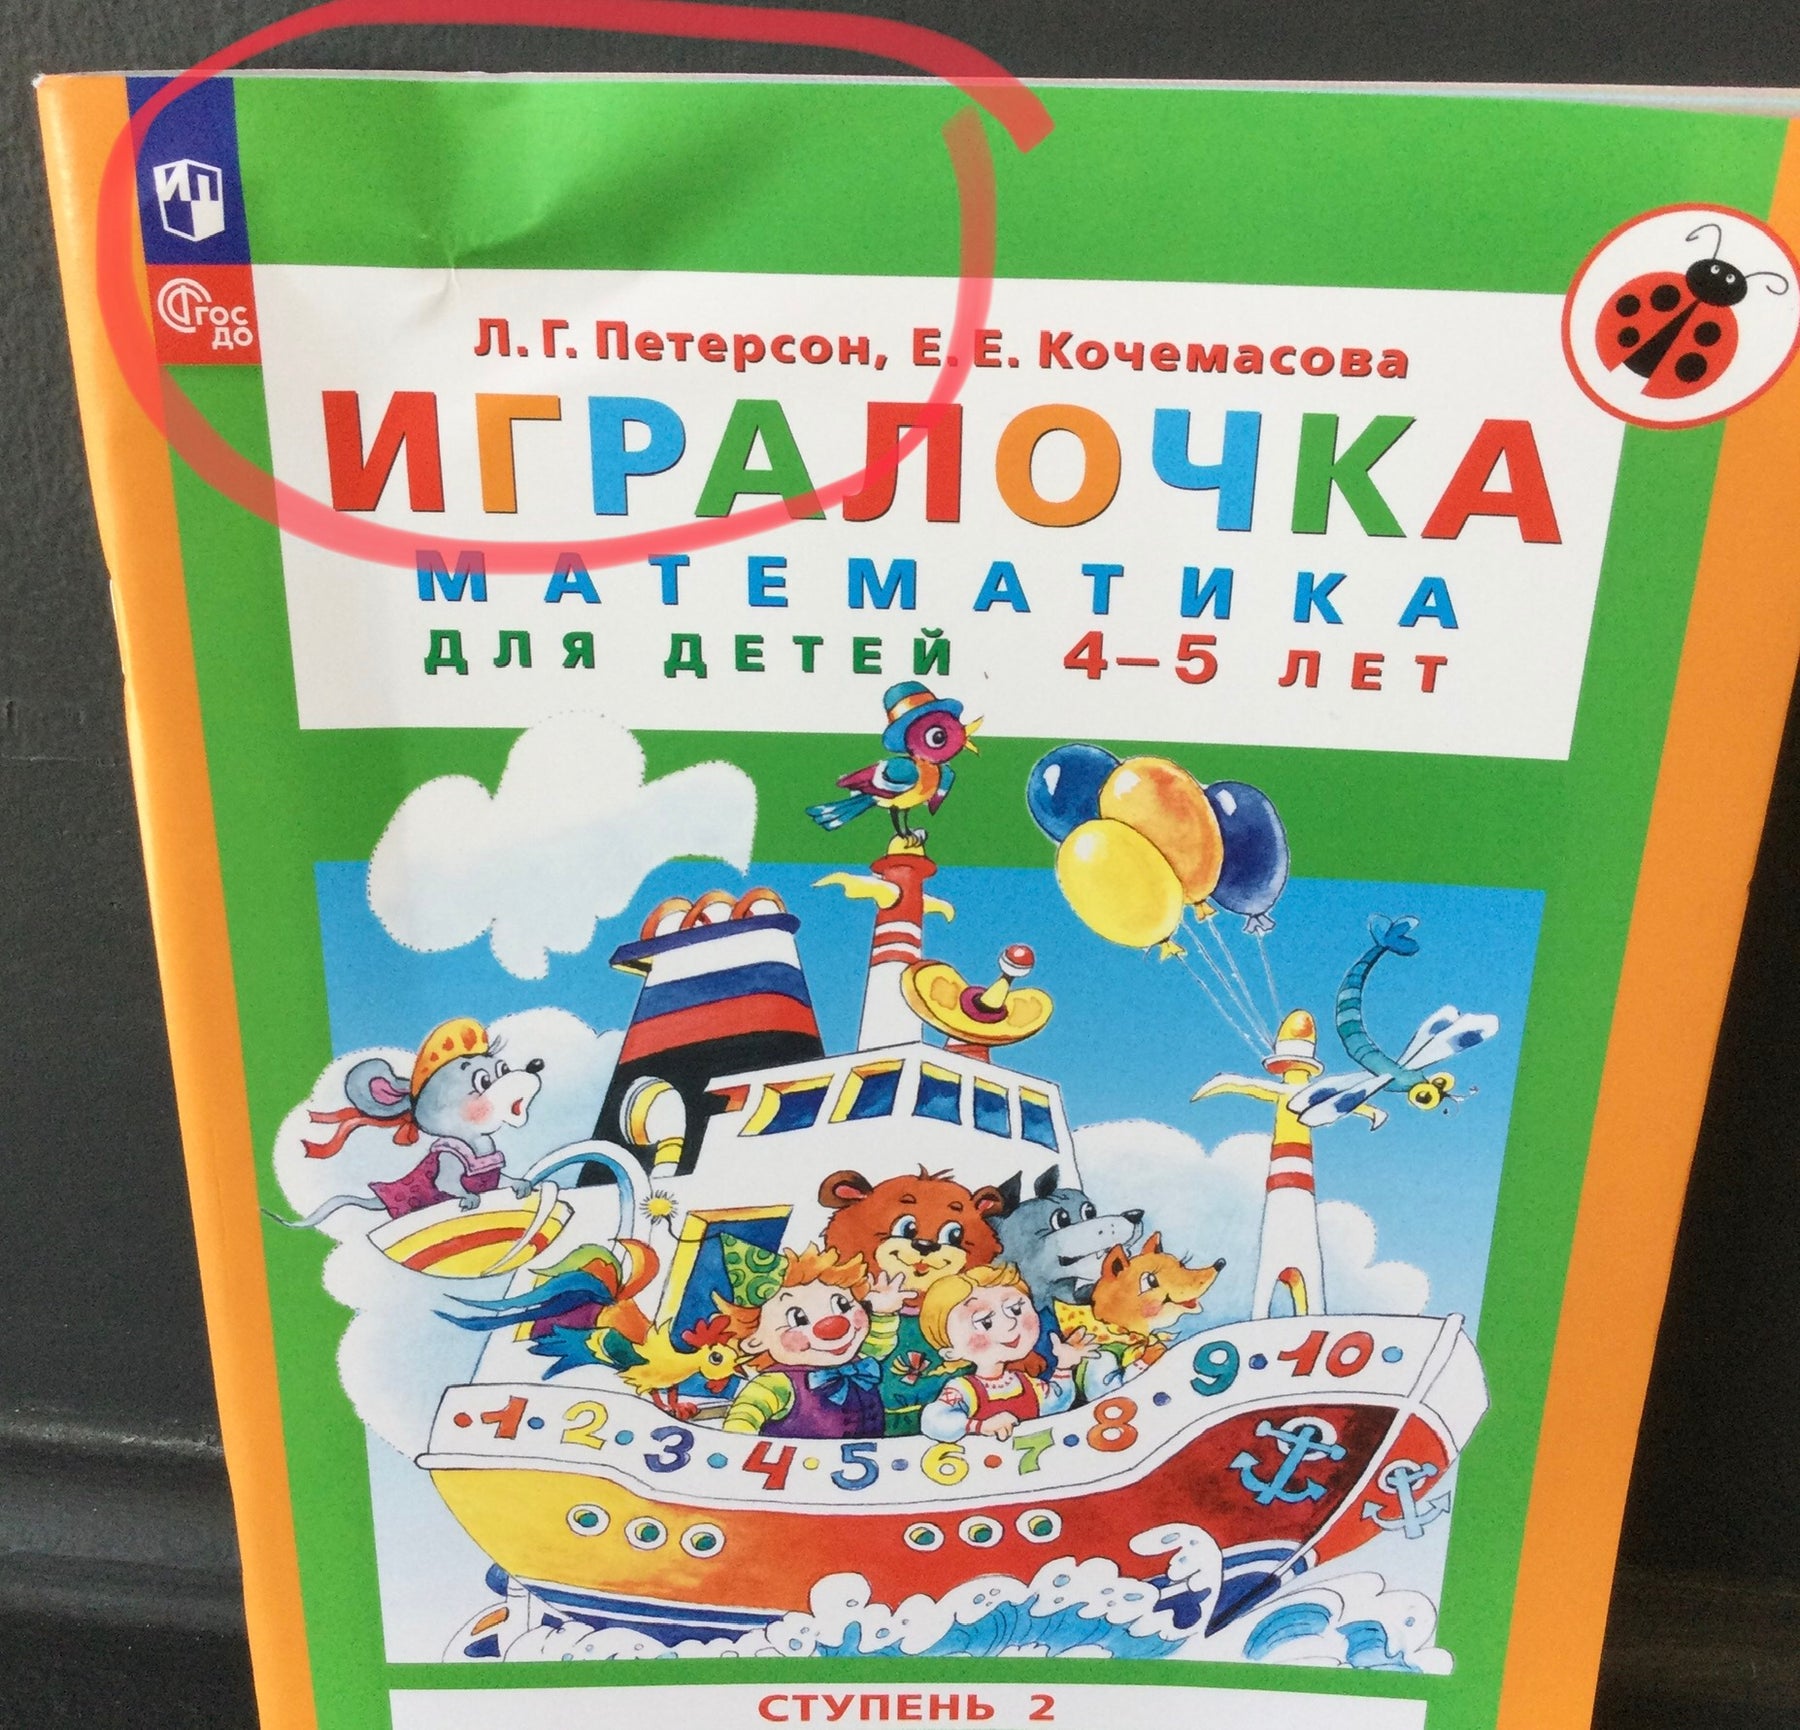 ИП
ФГОС
ДО
Л. Г. Петерсон, Е. Е. Кочемасова
ИГРАЛОЧКА
МАТЕМАТИКА
ДЛЯ ДЕТЕЙ 4–5 ЛЕТ
1 • 2 • 3 • 4 • 5 • 6 • 7 • 8 • 9 • 10 •
СТУПЕНЬ 2